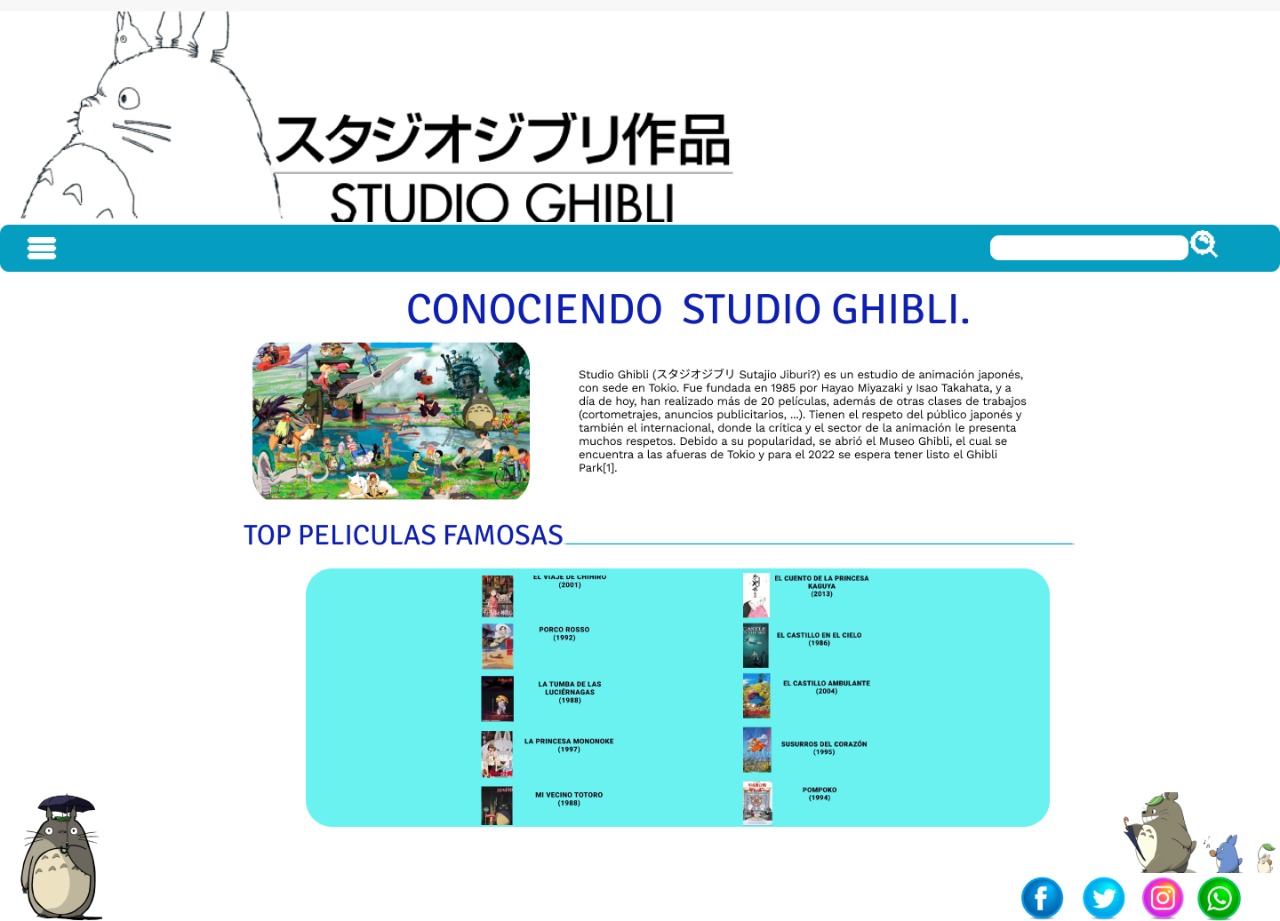 スタジオジブリ作品
STUDIO GHIBLI
CONOCIENDO STUDIO GHIBLI.
Studio Ghibli (スタジオジブリ Sutajio Jiburi?) es un estudio de animación japonés,
con sede en Tokio. Fue fundada en 1985 por Hayao Miyazaki y Isao Takahata, y a
día de hoy, han realizado más de 20 películas, además de otras clases de trabajos
(cortometrajes, anuncios publicitarios, ...). Tienen el respeto del público japonés y
también el internacional, donde la crítica y el sector de la animación le presenta
muchos respetos. Debido a su popularidad, se abrió el Museo Ghibli, el cual se
encuentra a las afueras de Tokio y para el 2022 se espera tener listo el Ghibli
Park[1].
TOP PELICULAS FAMOSAS
EL VIAJE DE CHIHIRO
(2001)
PORCO ROSSO
(1992)
LA TUMBA DE LAS
LUCIÉRNAGAS
(1988)
LA PRINCESA MONONOKE
(1997)
MI VECINO TOTORO
(1988)
EL CUENTO DE LA PRINCESA
KAGUYA
(2013)
EL CASTILLO EN EL CIELO
(1986)
EL CASTILLO AMBULANTE
(2004)
SUSURROS DEL CORAZÓN
(1995)
POMPOKO
(1994)